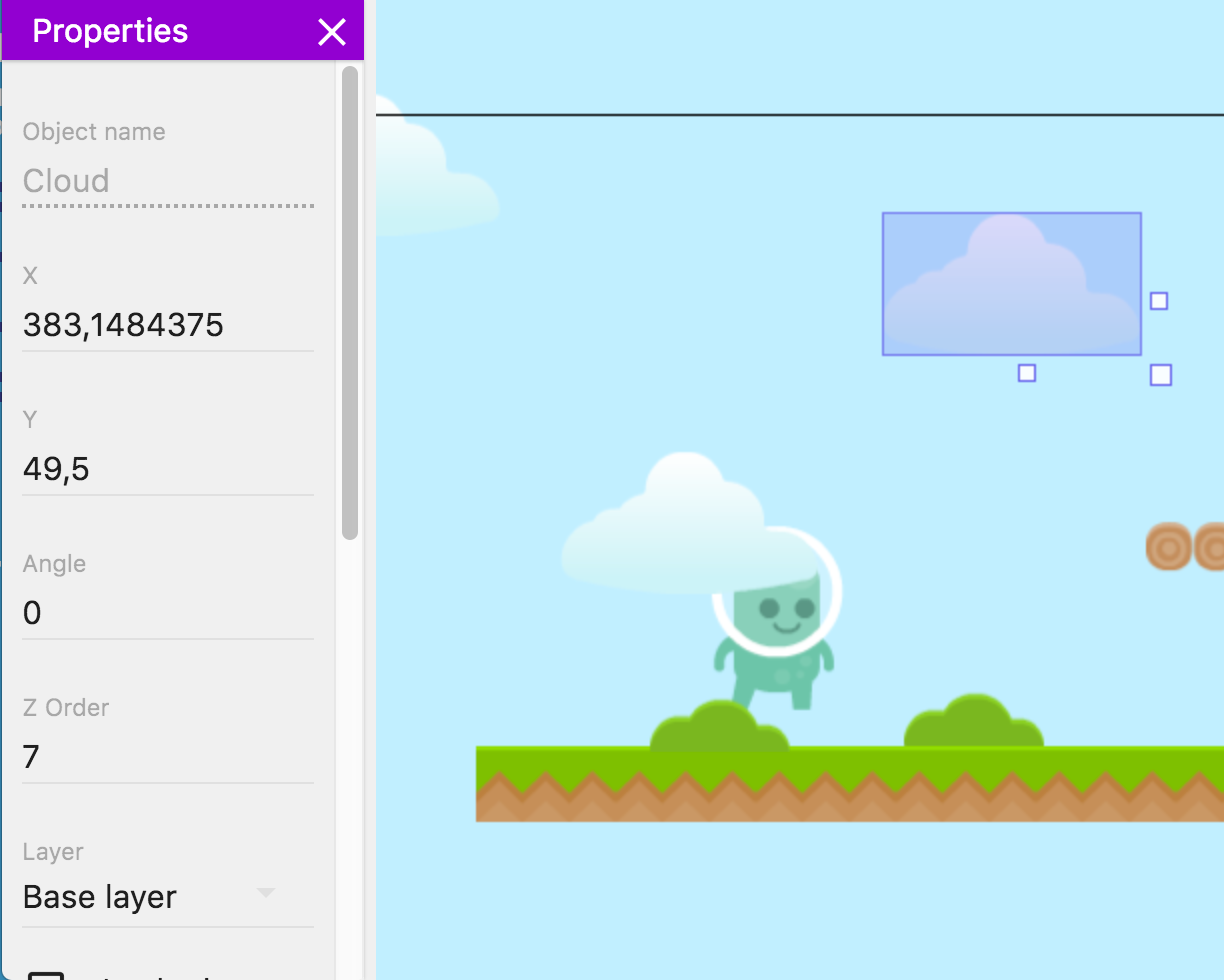 Properties
Object name
Cloud
X
383,1484375
Y
49,5
Angle
0
Z Order
7
Layer
Base layer